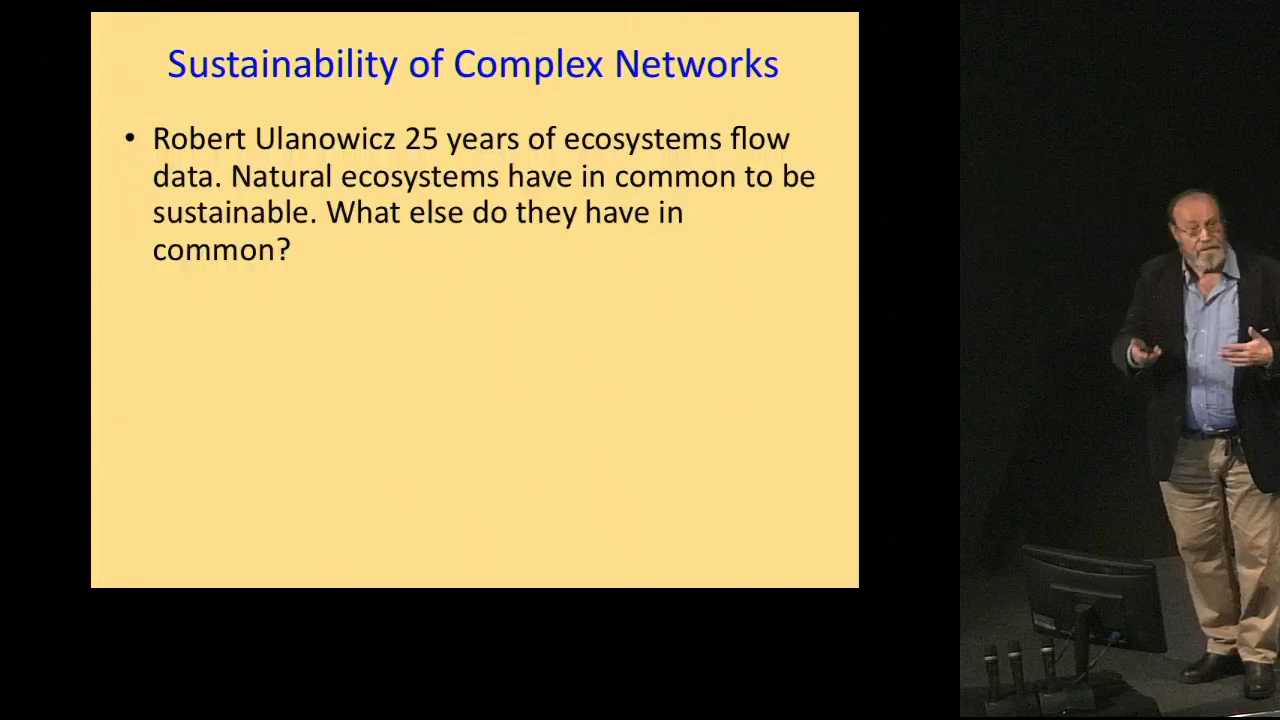 Sustainability of Complex Networks
• Robert Ulanowicz 25 years of ecosystems flow
data. Natural ecosystems have in common to be
sustainable. What else do they have in
common?